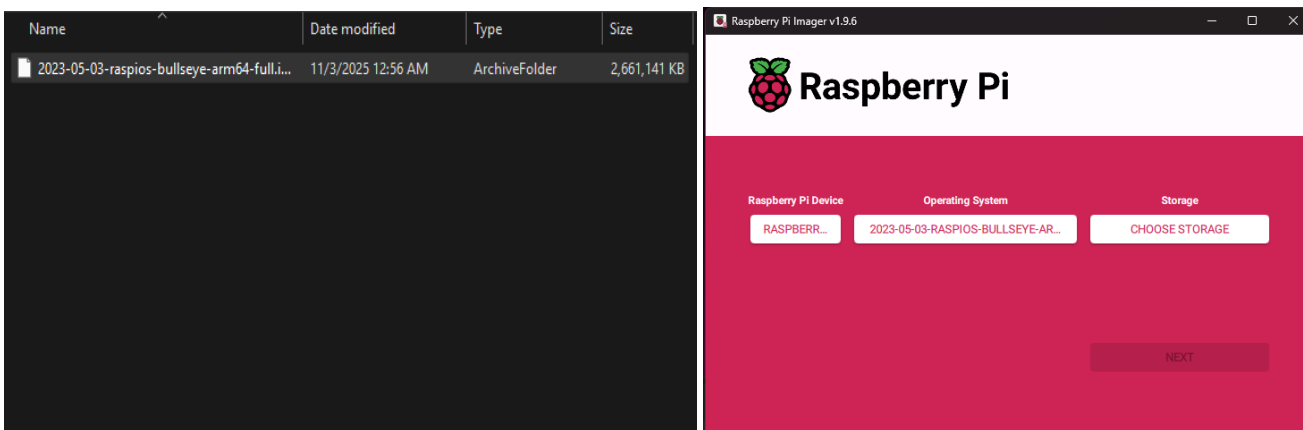 Name Date modified Type Size
2023-05-03-raspios-bullseye-arm64-full.i... 11/3/2025 12:56 AM ArchiveFolder 2,661,141 KB
Raspberry Pi Imager v1.9.6
Raspberry Pi
Raspberry Pi Device Operating System Storage
RASPBERR... 2023-05-03-RASPIOS-BULLSEYE-AR... CHOOSE STORAGE
NEXT